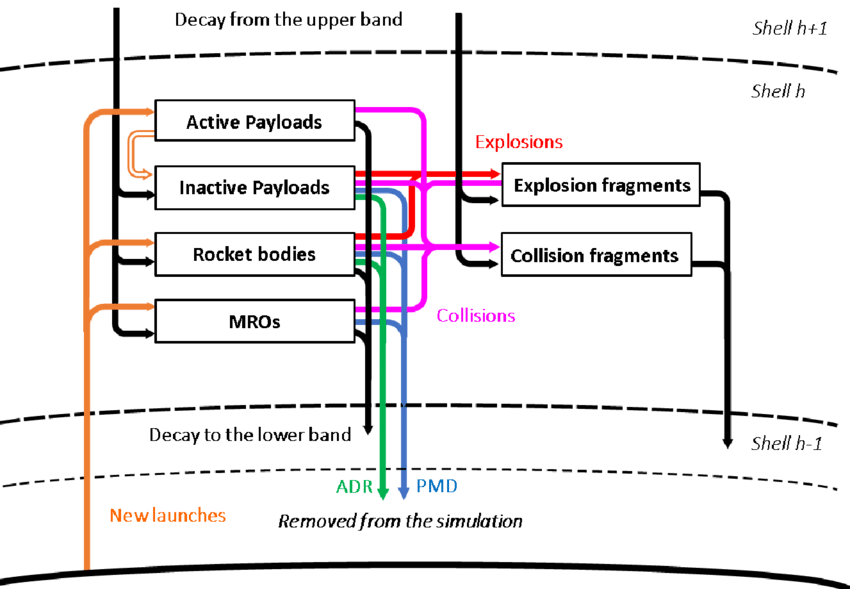 Decay from the upper band
Shell h+1
Shell h
Active Payloads
Explosions
Inactive Payloads
Explosion fragments
Rocket bodies
Collision fragments
MROs
Collisions
Decay to the lower band
Shell h-1
ADR
PMD
New launches
Removed from the simulation